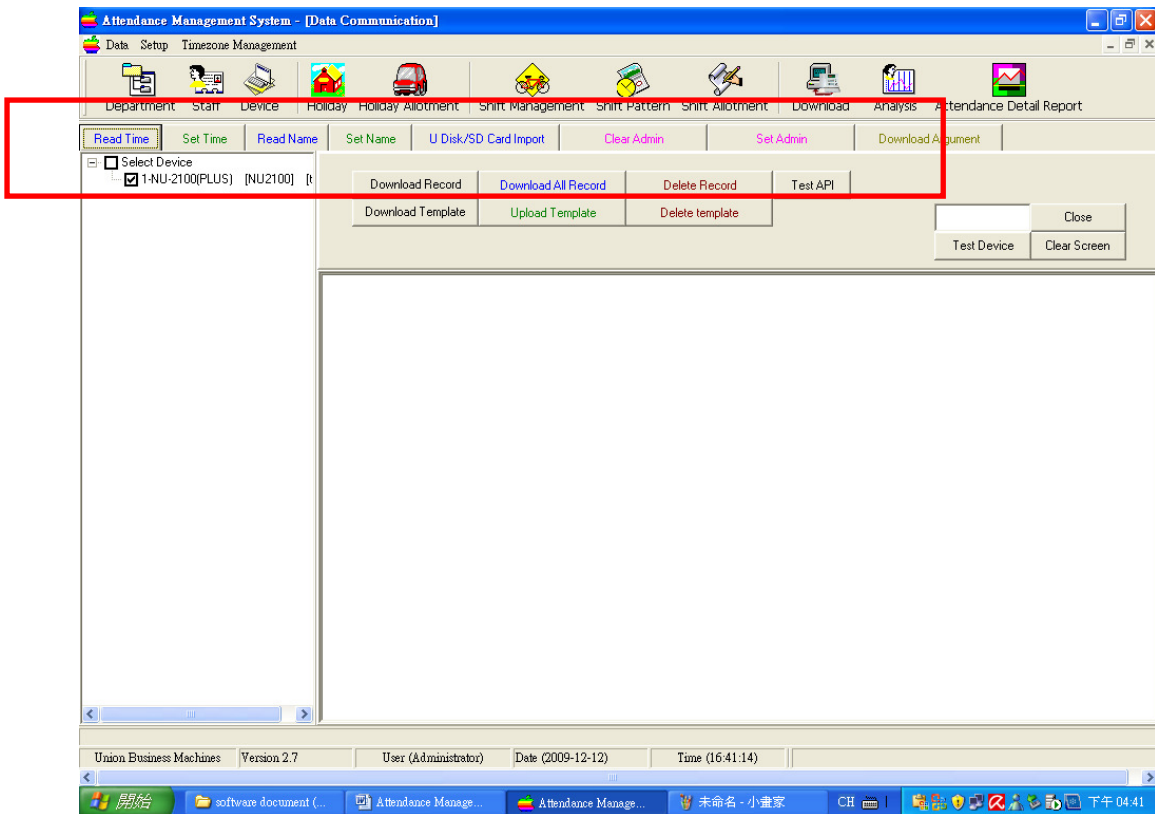 Attendance Management System - [Data Communication]
Data Setup Timezone Management
Department Staff Device Holiday Holiday Allotment Shift Management Shift Pattern Shift Allotment Download Analysis Attendance Detail Report
Read Time Set Time Read Name Set Name U Disk/SD Card Import Clear Admin Set Admin Download Argument
Select Device
1-NU-2100(PLUS) [NU2100] [t
Download Record Download All Record Delete Record Test API
Download Template Upload Template Delete template
Close
Test Device Clear Screen
Union Business Machines Version 2.7 User (Administrator) Date (2009-12-12) Time (16:41:14)
開始 software document (... Attendance Manage... Attendance Manage... 未命名 - 小畫家 CH 下午 04:41